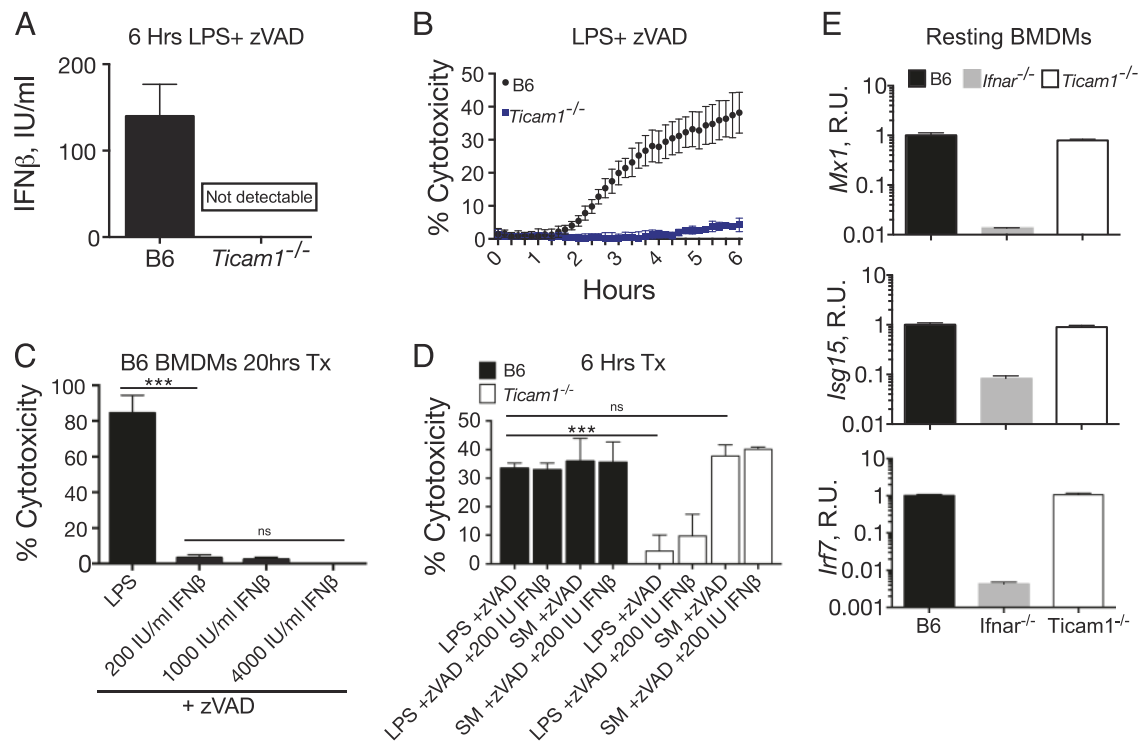 A
6 Hrs LPS+ zVAD
IFNβ, IU/ml
200
100
0
Not detectable
B6
Ticam1-/-
B
LPS+ zVAD
% Cytotoxicity
50
40
30
20
10
0
B6
Ticam1-/-
0 1 2 3 4 5 6
Hours
C
B6 BMDMs 20hrs Tx
% Cytotoxicity
100
80
60
40
20
0
***
ns
LPS
200 IU/ml IFNβ
1000 IU/ml IFNβ
4000 IU/ml IFNβ
+ zVAD
D
6 Hrs Tx
B6
Ticam1-/-
% Cytotoxicity
50
40
30
20
10
0
ns
***
LPS +zVAD
LPS +zVAD +200 IU IFNβ
SM +zVAD
SM +zVAD +200 IU IFNβ
LPS +zVAD
LPS +zVAD +200 IU IFNβ
SM +zVAD
SM +zVAD +200 IU IFNβ
E
Resting BMDMs
B6 Ifnar-/- Ticam1-/-
Mx1, R.U.
10
1
0.1
0.01
Isg15, R.U.
10
1
0.1
0.01
Irf7, R.U.
10
1
0.1
0.01
0.001
B6 Ifnar-/- Ticam1-/-